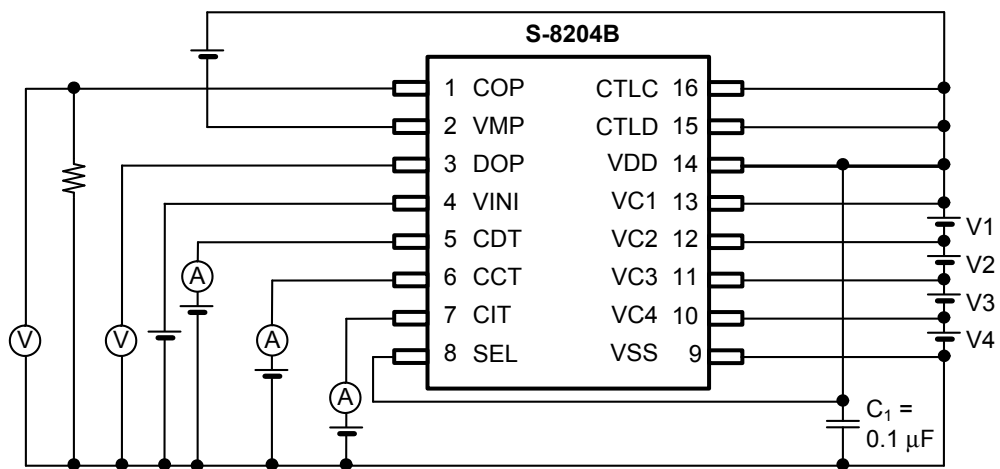 S-8204B
1 COP
2 VMP
3 DOP
4 VINI
5 CDT
6 CCT
7 CIT
8 SEL
CTLC 16
CTLD 15
VDD 14
VC1 13
VC2 12
VC3 11
VC4 10
VSS 9
V1
V2
V3
V4
A
A
A
V
V
C₁ =
0.1 μF